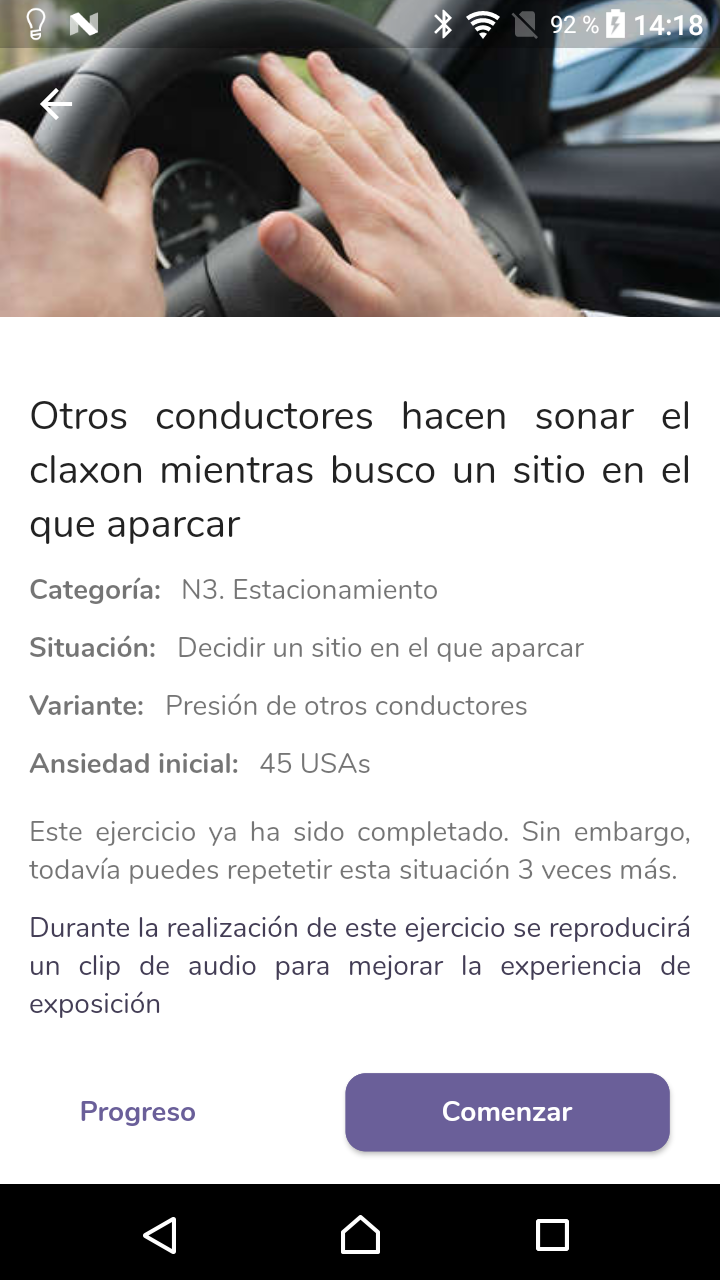 92 % 14:18
Otros conductores hacen sonar el
claxon mientras busco un sitio en el
que aparcar
Categoría: N3. Estacionamiento
Situación: Decidir un sitio en el que aparcar
Variante: Presión de otros conductores
Ansiedad inicial: 45 USAs
Este ejercicio ya ha sido completado. Sin embargo,
todavía puedes repetetir esta situación 3 veces más.
Durante la realización de este ejercicio se reproducirá
un clip de audio para mejorar la experiencia de
exposición
Progreso Comenzar